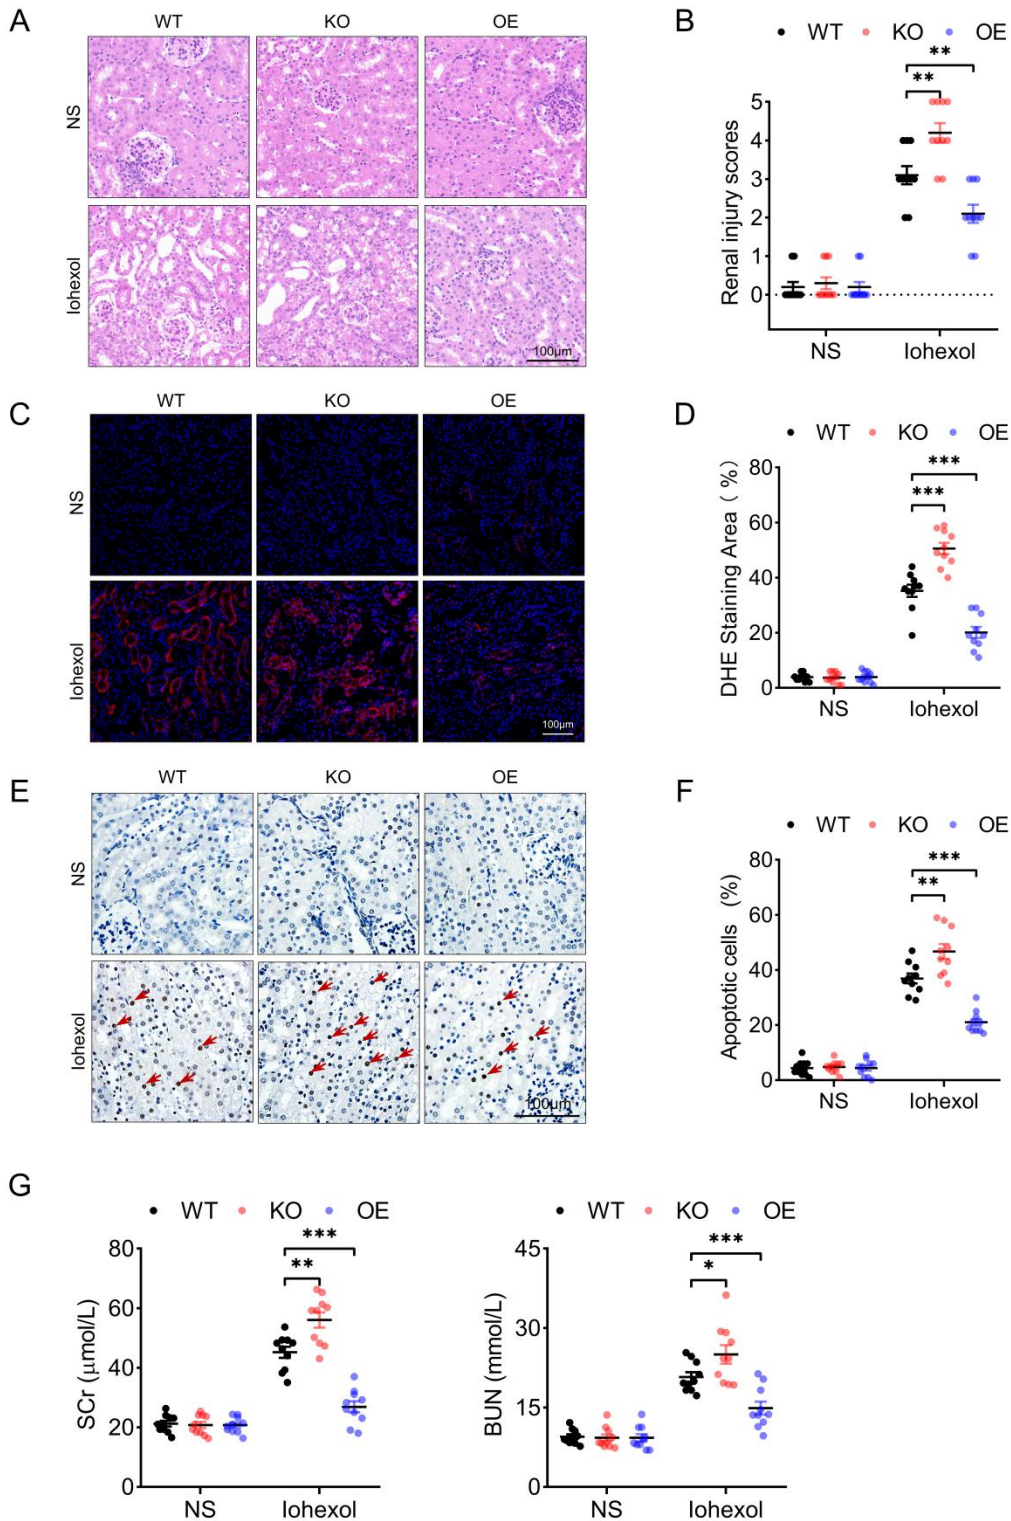 A
WT KO OE
NS
Iohexol
100μm
B
WT KO OE
** **
Renal injury scores
5
4
3
2
1
0
NS Iohexol
C
WT KO OE
NS
Iohexol
100μm
D
WT KO OE
***
***
DHE Staining Area ( %)
80
60
40
20
0
NS Iohexol
E
WT KO OE
NS
Iohexol
100μm
F
WT KO OE
***
**
Apoptotic cells (%)
80
60
40
20
0
NS Iohexol
G
WT KO OE
***
**
SCr (μmol/L)
80
60
40
20
0
NS Iohexol
WT KO OE
***
*
BUN (mmol/L)
45
30
15
0
NS Iohexol